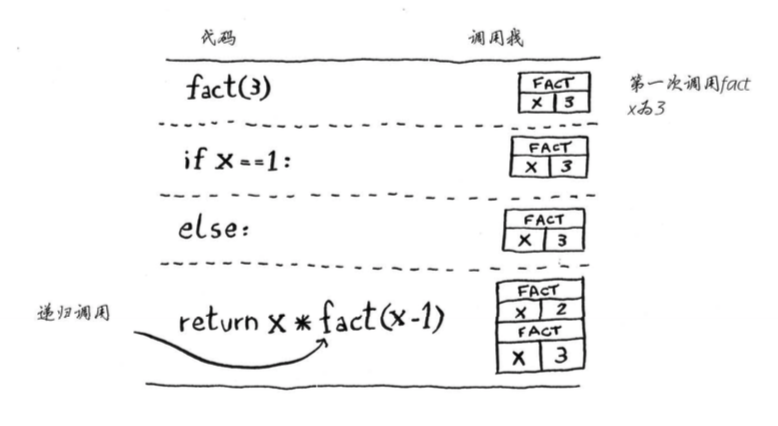 代码
调用栈
fact(3)
FACT
X 3
第一次调用fact
x为3
if x==1:
FACT
X 3
else:
FACT
X 3
递归调用
return x * fact(x-1)
FACT
X 2
FACT
X 3